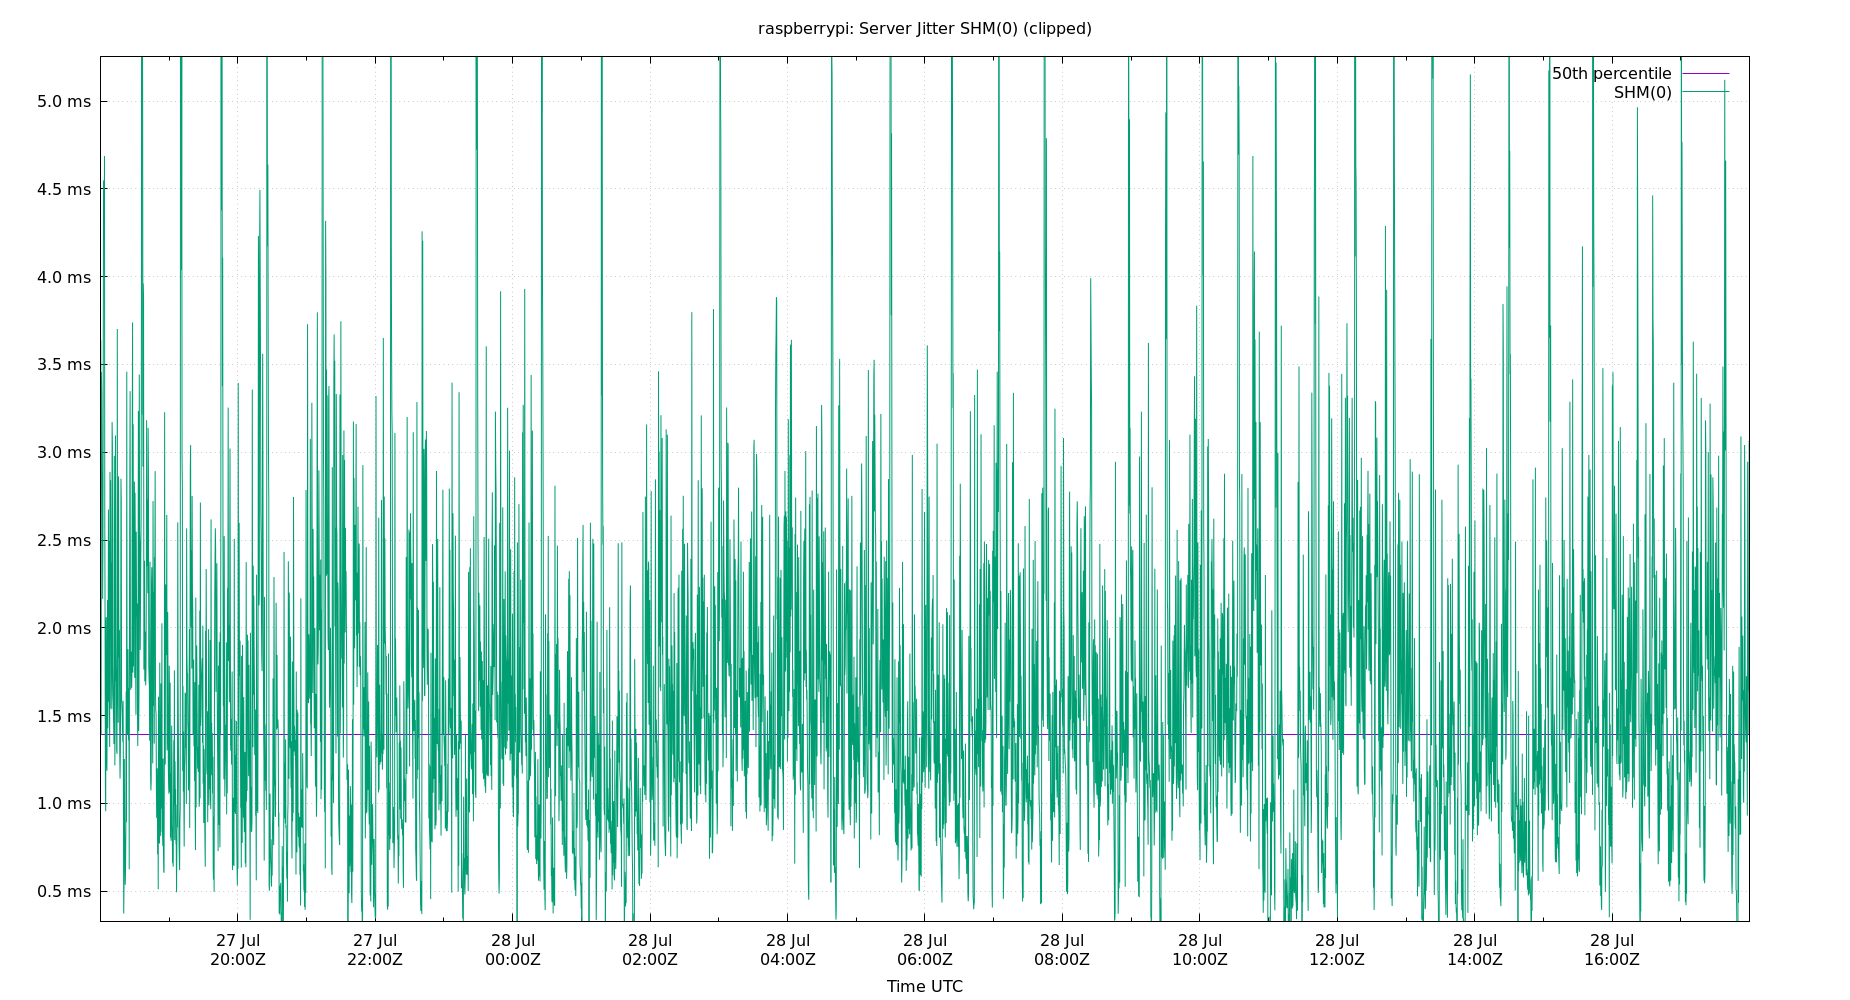 raspberrypi: Server Jitter SHM(0) (clipped)
50th percentile
SHM(0)
5.0 ms
4.5 ms
4.0 ms
3.5 ms
3.0 ms
2.5 ms
2.0 ms
1.5 ms
1.0 ms
0.5 ms
27 Jul 27 Jul 28 Jul 28 Jul 28 Jul 28 Jul 28 Jul 28 Jul 28 Jul 28 Jul 28 Jul
20:00Z 22:00Z 00:00Z 02:00Z 04:00Z 06:00Z 08:00Z 10:00Z 12:00Z 14:00Z 16:00Z
Time UTC